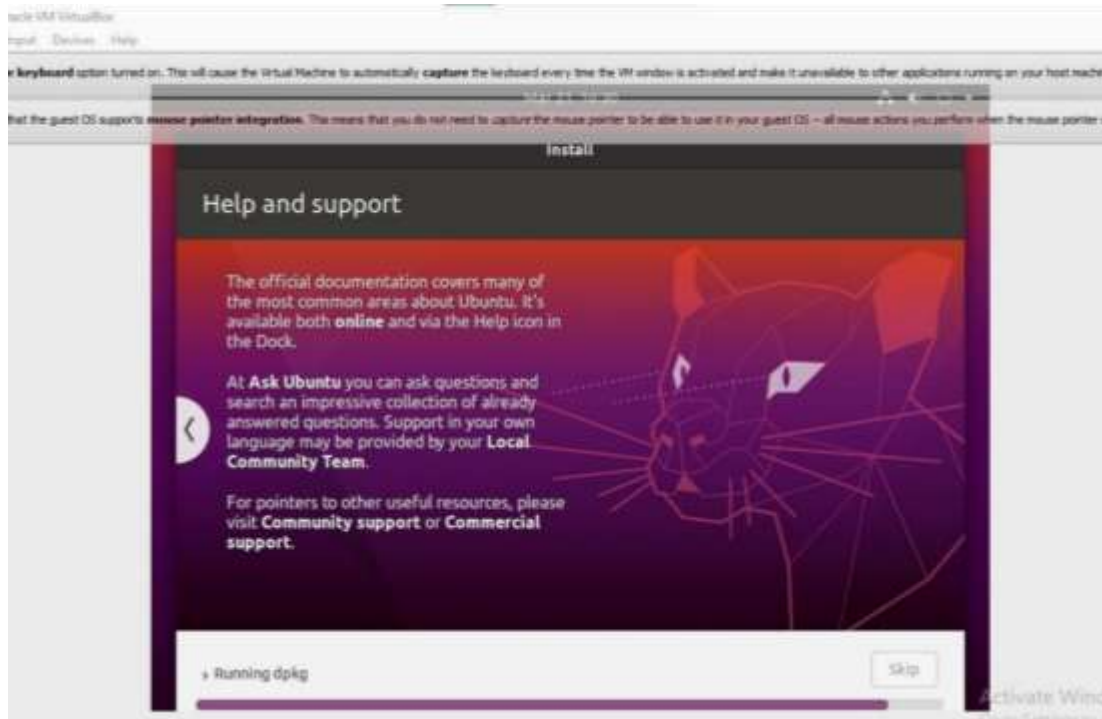 Oracle VM VirtualBox
Input Devices Help
keyboard option turned on. This will cause the Virtual Machine to automatically capture the keyboard every time the VM window is activated and make it unavailable to other applications running on your host
that the guest OS supports mouse pointer integration. This means that you do not need to capture the mouse pointer to be able to use it in your guest OS -- all mouse actions you perform when the mouse pointer
Install
Help and support
The official documentation covers many of
the most common areas about Ubuntu. It's
available both online and via the Help icon in
the Dock.
At Ask Ubuntu you can ask questions and
search an impressive collection of already
answered questions. Support in your own
language may be provided by your Local
Community Team.
For pointers to other useful resources, please
visit Community support or Commercial
support.
Running dpkg
Skip
Activate Wind